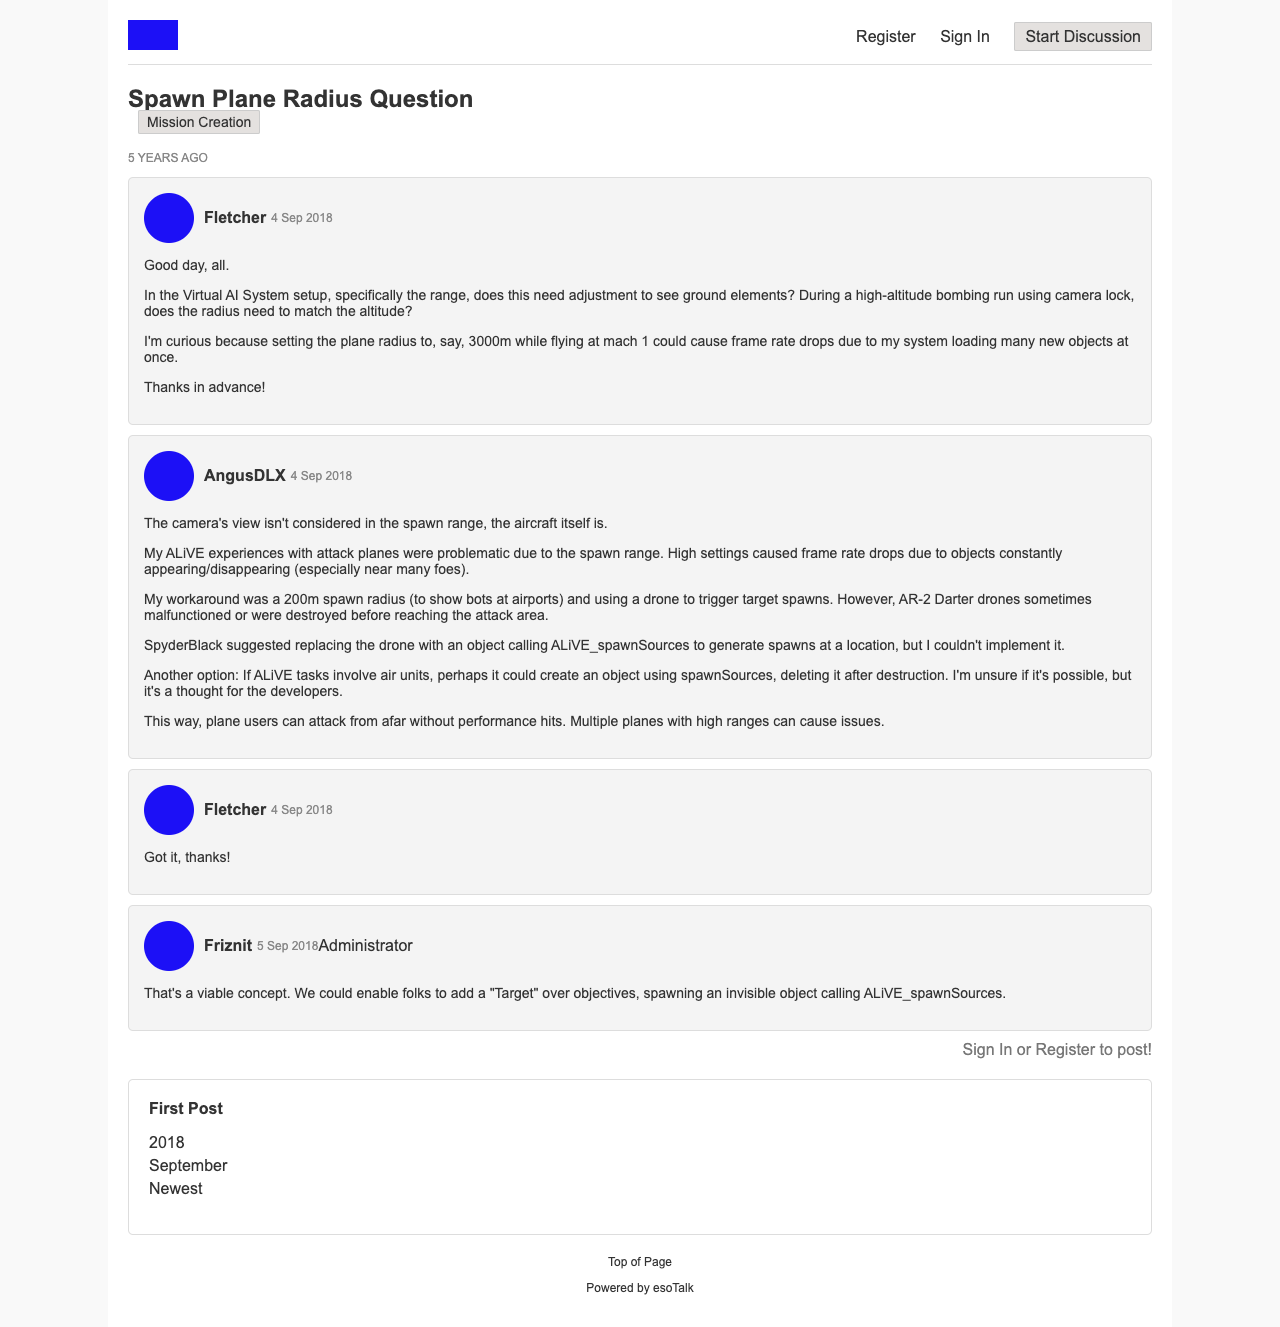 Register Sign In Start Discussion
Spawn Plane Radius Question
Mission Creation
5 YEARS AGO
Fletcher 4 Sep 2018
Good day, all.
In the Virtual AI System setup, specifically the range, does this need adjustment to see ground elements? During a high-altitude bombing run using camera lock,
does the radius need to match the altitude?
I'm curious because setting the plane radius to, say, 3000m while flying at mach 1 could cause frame rate drops due to my system loading many new objects at
once.
Thanks in advance!
AngusDLX 4 Sep 2018
The camera's view isn't considered in the spawn range, the aircraft itself is.
My ALiVE experiences with attack planes were problematic due to the spawn range. High settings caused frame rate drops due to objects constantly
appearing/disappearing (especially near many foes).
My workaround was a 200m spawn radius (to show bots at airports) and using a drone to trigger target spawns. However, AR-2 Darter drones sometimes
malfunctioned or were destroyed before reaching the attack area.
SpyderBlack suggested replacing the drone with an object calling ALiVE_spawnSources to generate spawns at a location, but I couldn't implement it.
Another option: If ALiVE tasks involve air units, perhaps it could create an object using spawnSources, deleting it after destruction. I'm unsure if it's possible, but
it's a thought for the developers.
This way, plane users can attack from afar without performance hits. Multiple planes with high ranges can cause issues.
Fletcher 4 Sep 2018
Got it, thanks!
Friznit 5 Sep 2018Administrator
That's a viable concept. We could enable folks to add a "Target" over objectives, spawning an invisible object calling ALiVE_spawnSources.
Sign In or Register to post!
First Post
2018
September
Newest
Top of Page
Powered by esoTalk